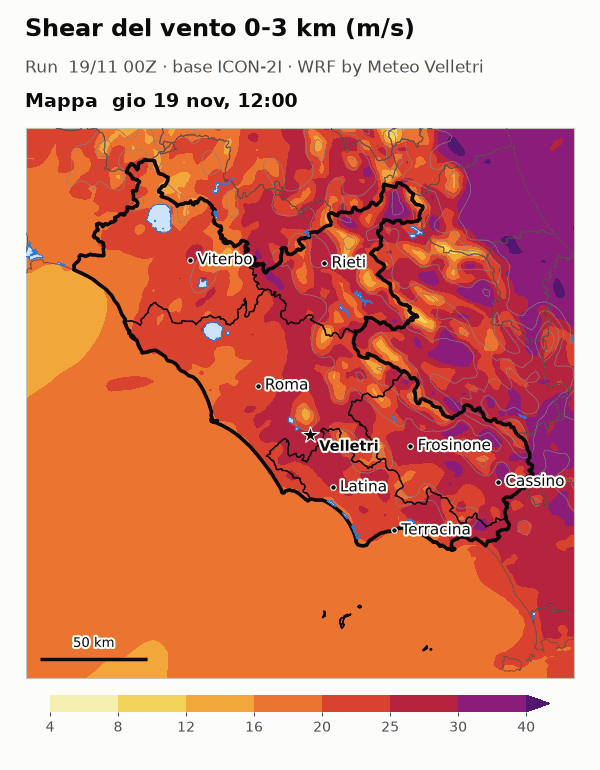 Shear del vento 0-3 km (m/s)
Run  19/11 00Z · base ICON-2I · WRF by Meteo Velletri
Mappa  gio 19 nov, 12:00
Viterbo
Rieti
Roma
Velletri
Frosinone
Cassino
Latina
Terracina
50 km
4 8 12 16 20 25 30 40